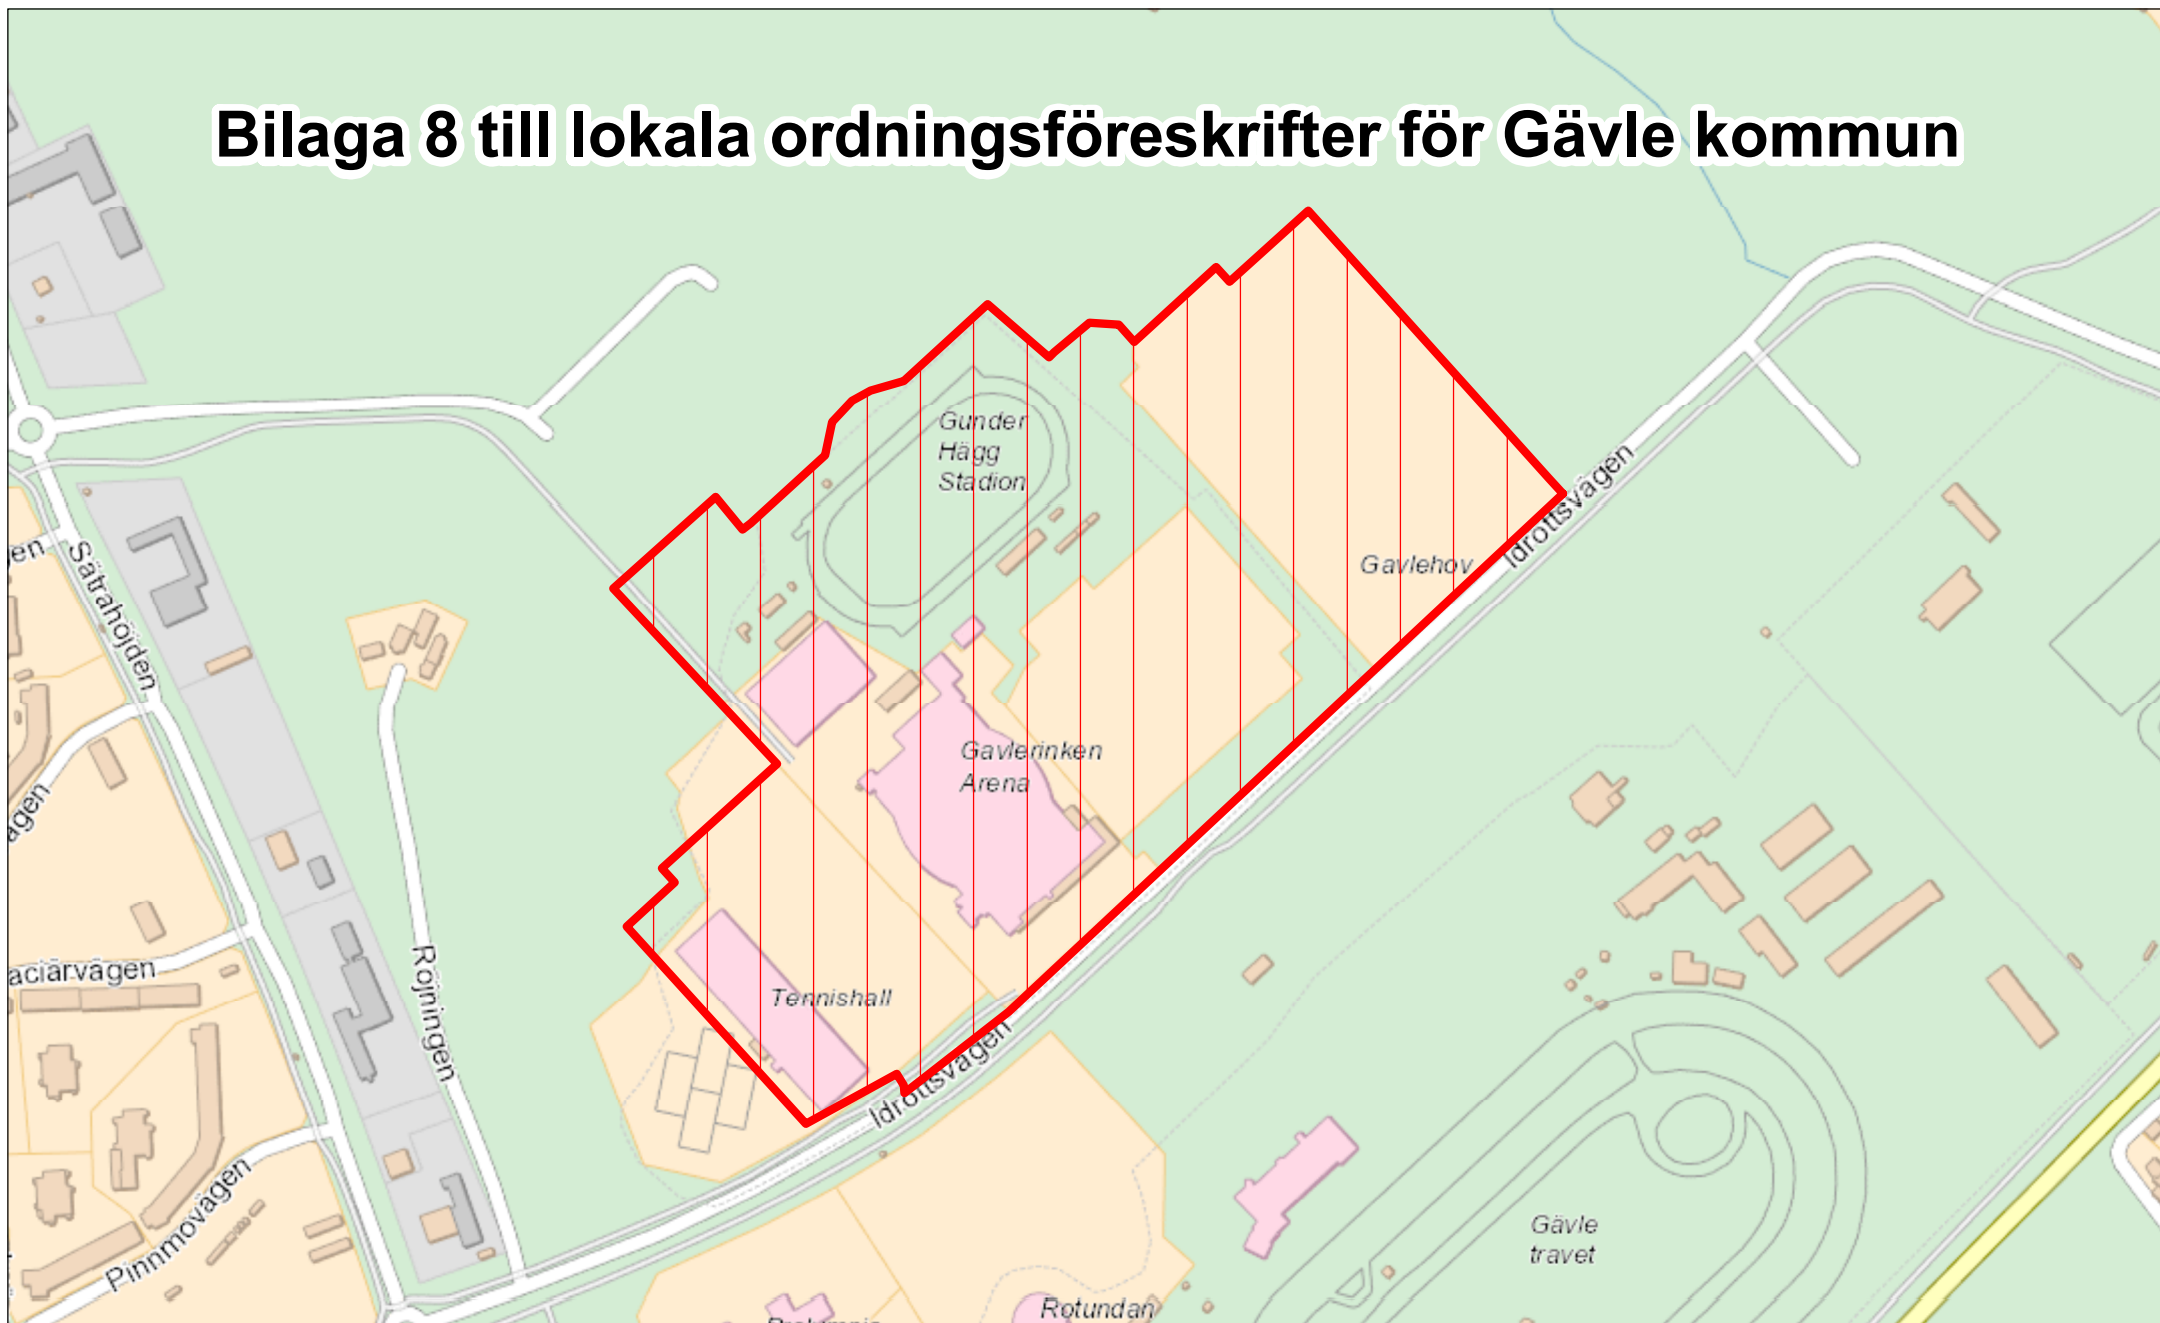 Bilaga 8 till lokala ordningsföreskrifter för Gävle kommun
Gunder
Hägg
Stadion
Idrottsvägen
Gavlehov
Sätrahöjden
Gavlerinken
Arena
Röjningen
Tennishall
Idrottsvägen
Pinnmovägen
Gävle
travet
Rotundan